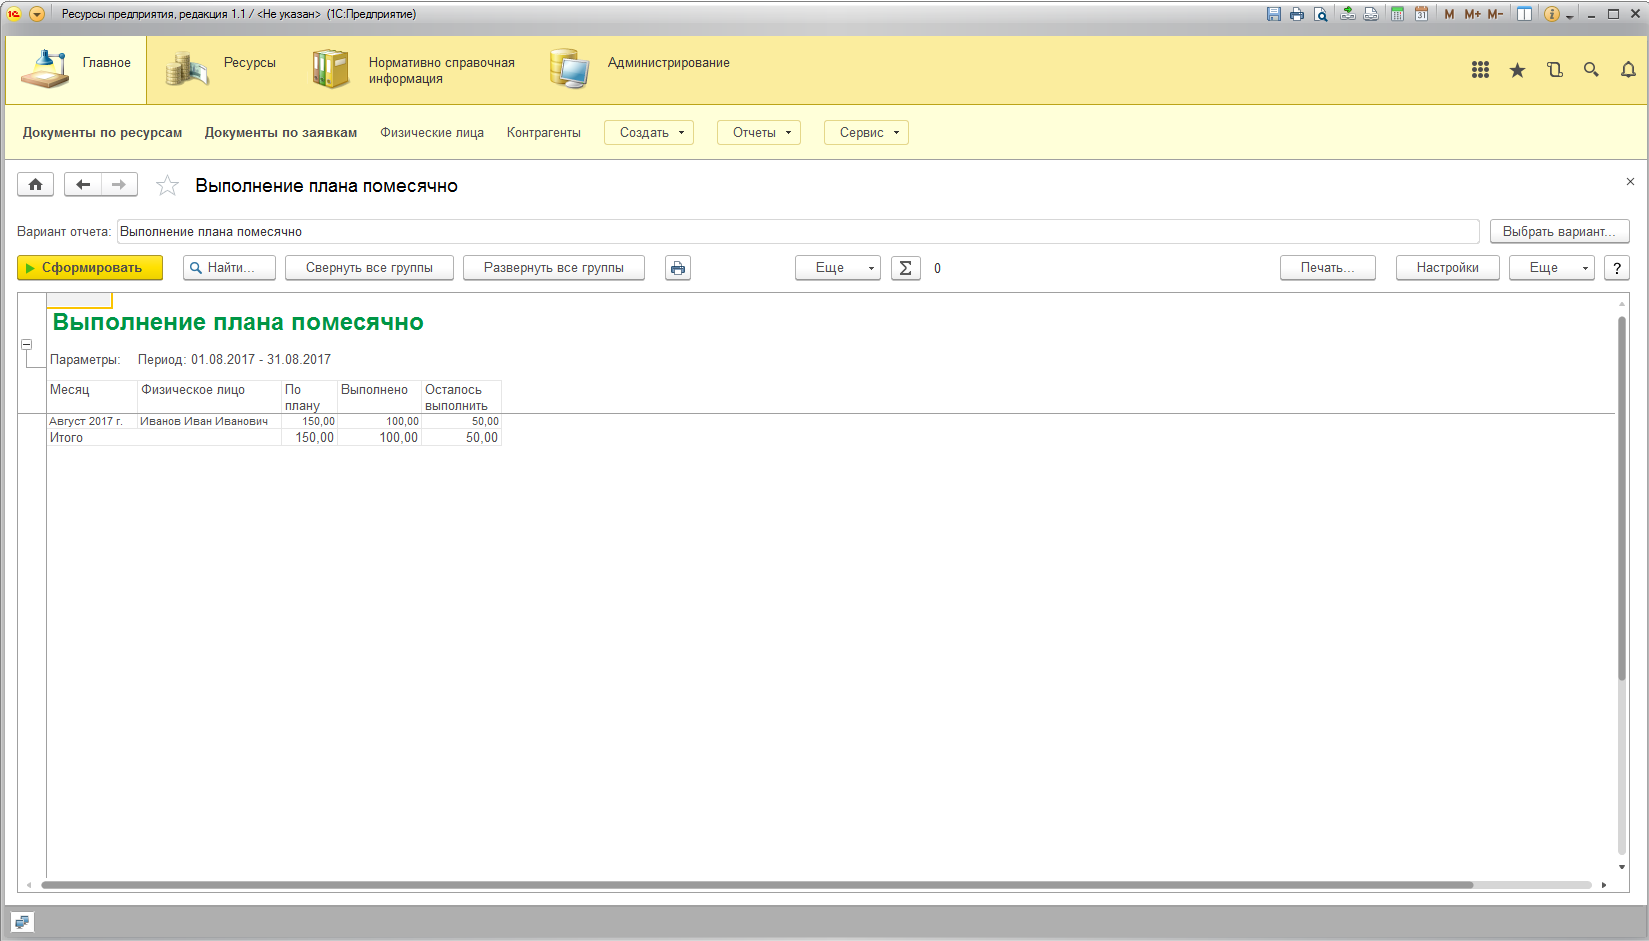 Ресурсы предприятия, редакция 1.1 / <Не указан> (1С:Предприятие)
31 M M+ M-
Главное Ресурсы Нормативно справочная информация Администрирование
Документы по ресурсам Документы по заявкам Физические лица Контрагенты Создать Отчеты Сервис
Выполнение плана помесячно
Вариант отчета: Выполнение плана помесячно Выбрать вариант...
Сформировать Найти... Свернуть все группы Развернуть все группы Еще Σ 0 Печать... Настройки Еще ?
Выполнение плана помесячно
Параметры: Период: 01.08.2017 - 31.08.2017
Месяц Физическое лицо По плану Выполнено Осталось выполнить
Август 2017 г. Иванов Иван Иванович 150,00 100,00 50,00
Итого 150,00 100,00 50,00